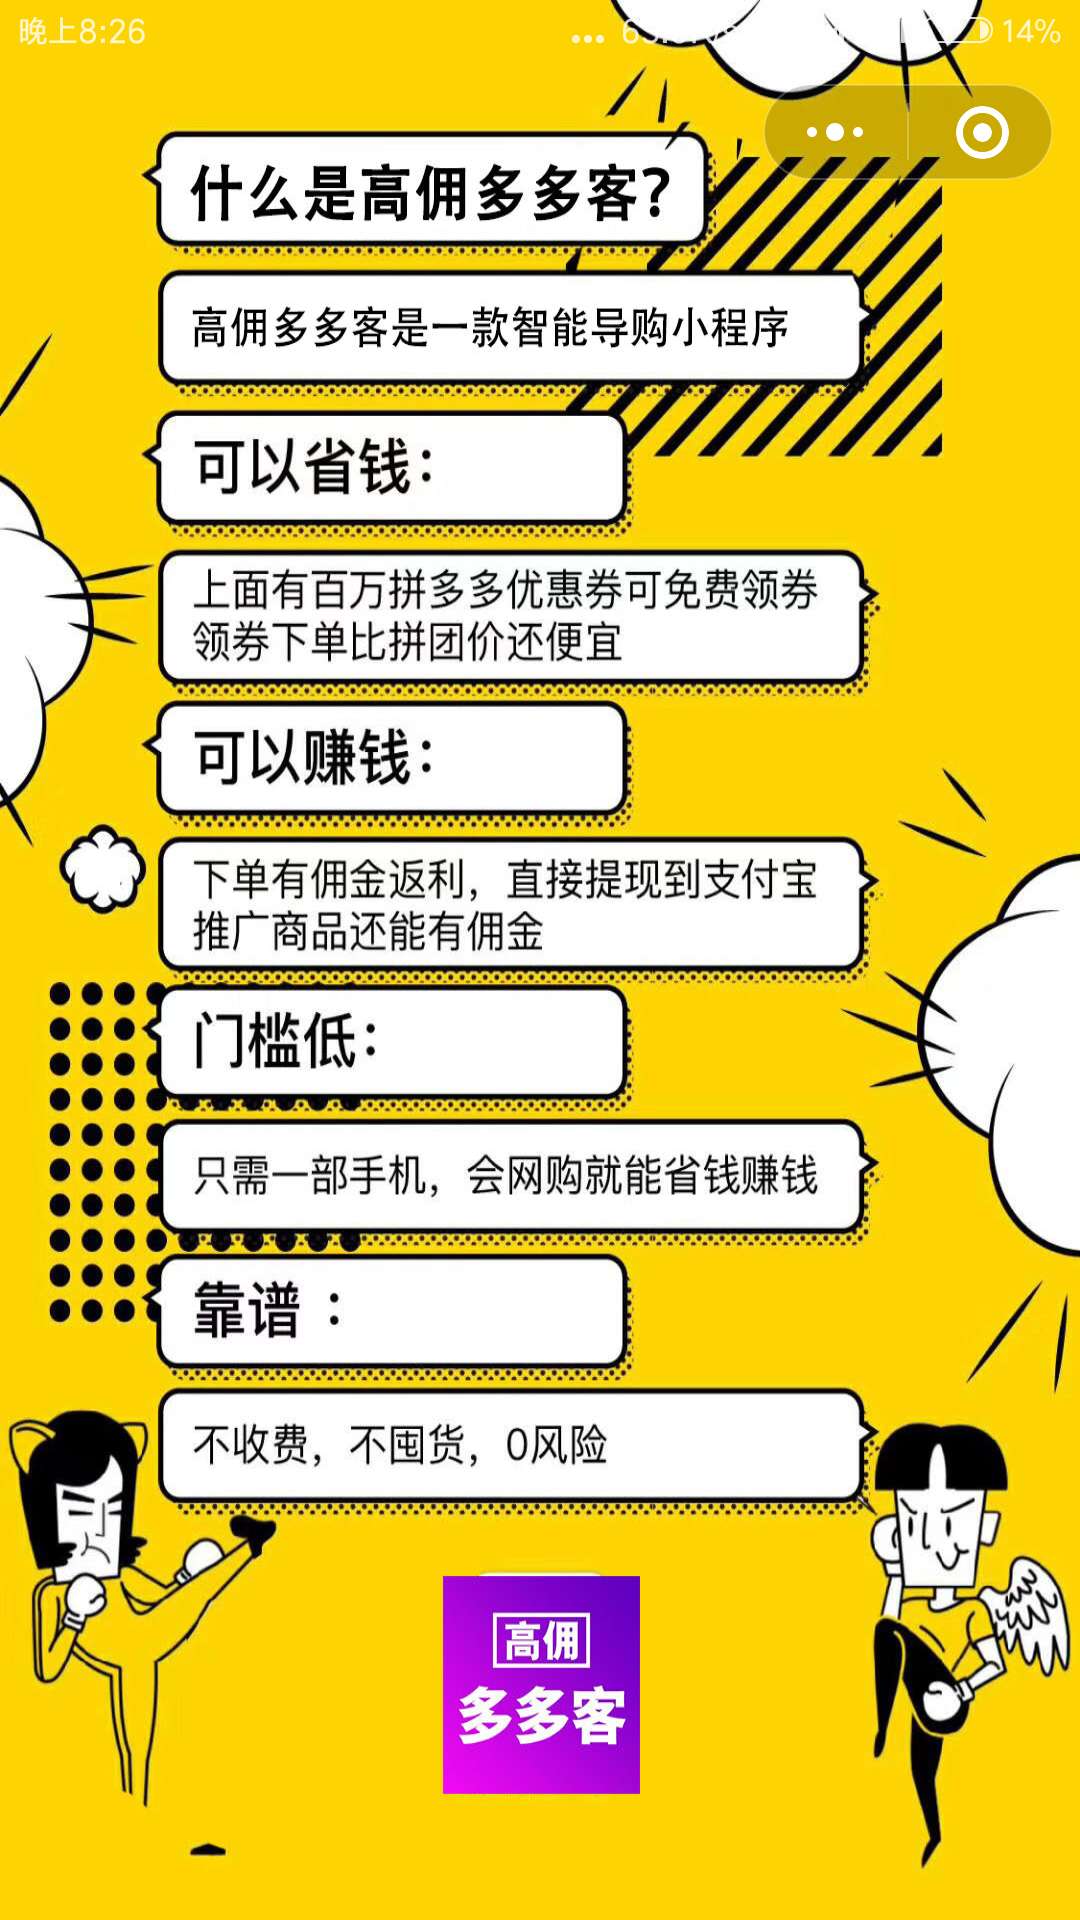 晚上8:26
14%
什么是高佣多多客?
高佣多多客是一款智能导购小程序
可以省钱:
上面有百万拼多多优惠券可免费领券
领券下单比拼团价还便宜
可以赚钱:
下单有佣金返利，直接提现到支付宝
推广商品还能有佣金
门槛低:
只需一部手机，会网购就能省钱赚钱
靠谱 :
不收费，不囤货，0风险
高佣
多多客